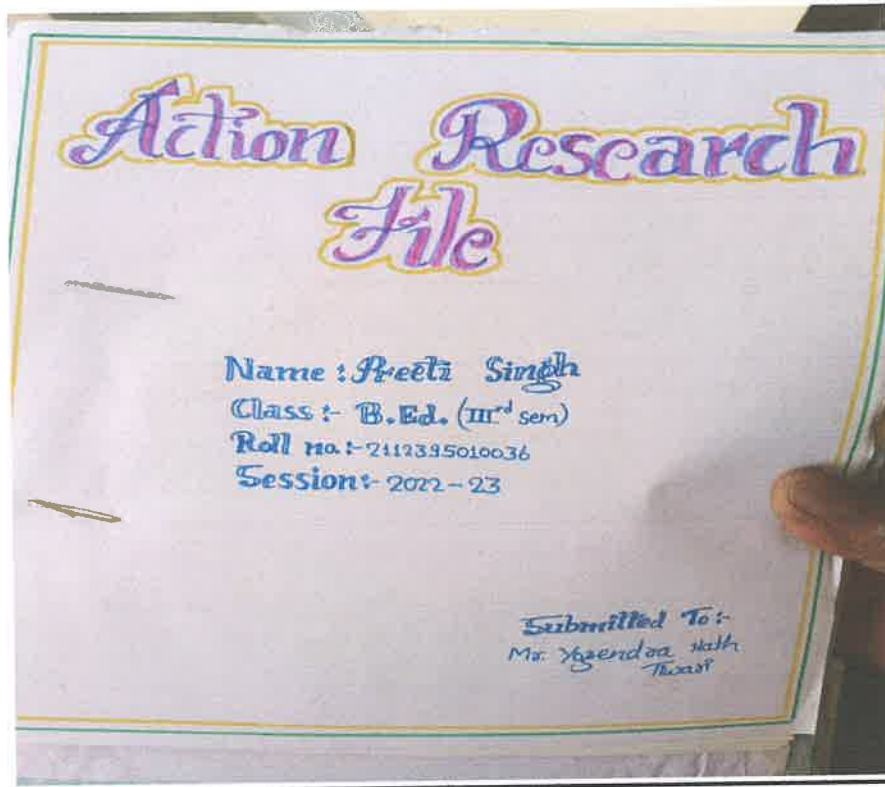 Action Research
File
Name : Preeti Singh
Class :- B.Ed. (IIIrd sem)
Roll no. :- 2112395010036
Session :- 2022-23
Submitted To :-
Mr. Yogendra Nath
Tiwari